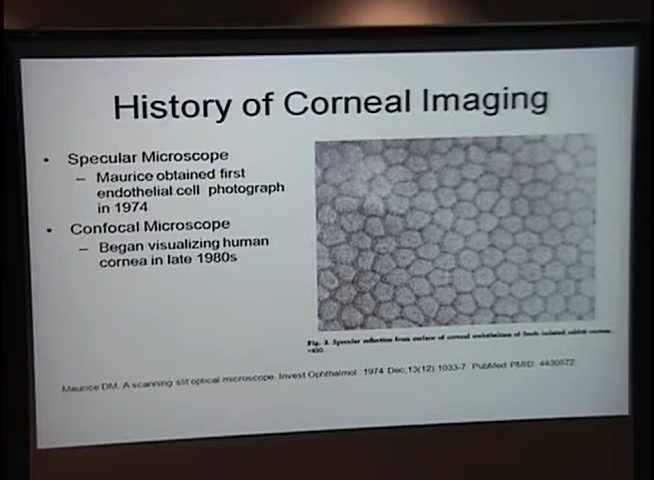 History of Corneal Imaging
• Specular Microscope
– Maurice obtained first
endothelial cell photograph
in 1974
• Confocal Microscope
– Began visualizing human
cornea in late 1980s
Fig. 3. Specular reflection from surface of corneal endothelium of fresh isolated rabbit cornea.
×450.
Maurice DM. A scanning slit optical microscope. Invest Ophthalmol. 1974 Dec;13(12) 1033-7. PubMed PMID: 4430572.